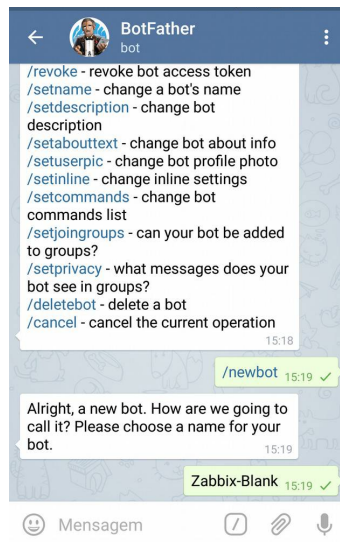 BotFather
bot
/revoke - revoke bot access token
/setname - change a bot's name
/setdescription - change bot
description
/setabouttext - change bot about info
/setuserpic - change bot profile photo
/setinline - change inline settings
/setcommands - change bot
commands list
/setjoingroups - can your bot be added
to groups?
/setprivacy - what messages does your
bot see in groups?
/deletebot - delete a bot
/cancel - cancel the current operation
15:18
/newbot 15:19
Alright, a new bot. How are we going to
call it? Please choose a name for your
bot.
15:19
Zabbix-Blank 15:19
Mensagem